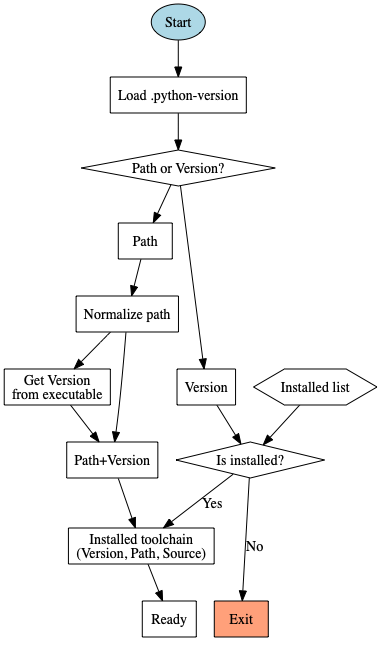 Start
Load .python-version
Path or Version?
Path
Normalize path
Get Version
from executable
Version
Installed list
Path+Version
Is installed?
Yes
Installed toolchain
(Version, Path, Source)
No
Ready
Exit